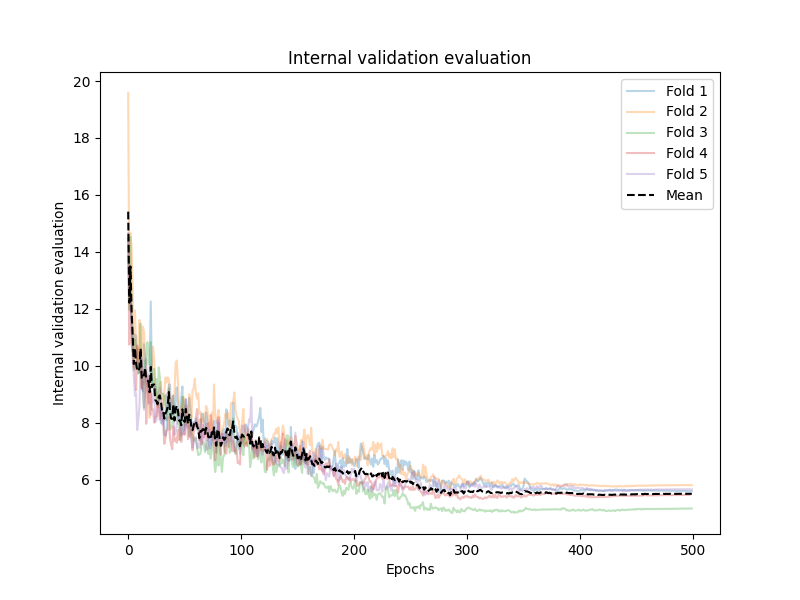 Internal validation evaluation
Internal validation evaluation
20
18
16
14
12
10
8
6
0
100
200
300
400
500
Epochs
Fold 1
Fold 2
Fold 3
Fold 4
Fold 5
Mean